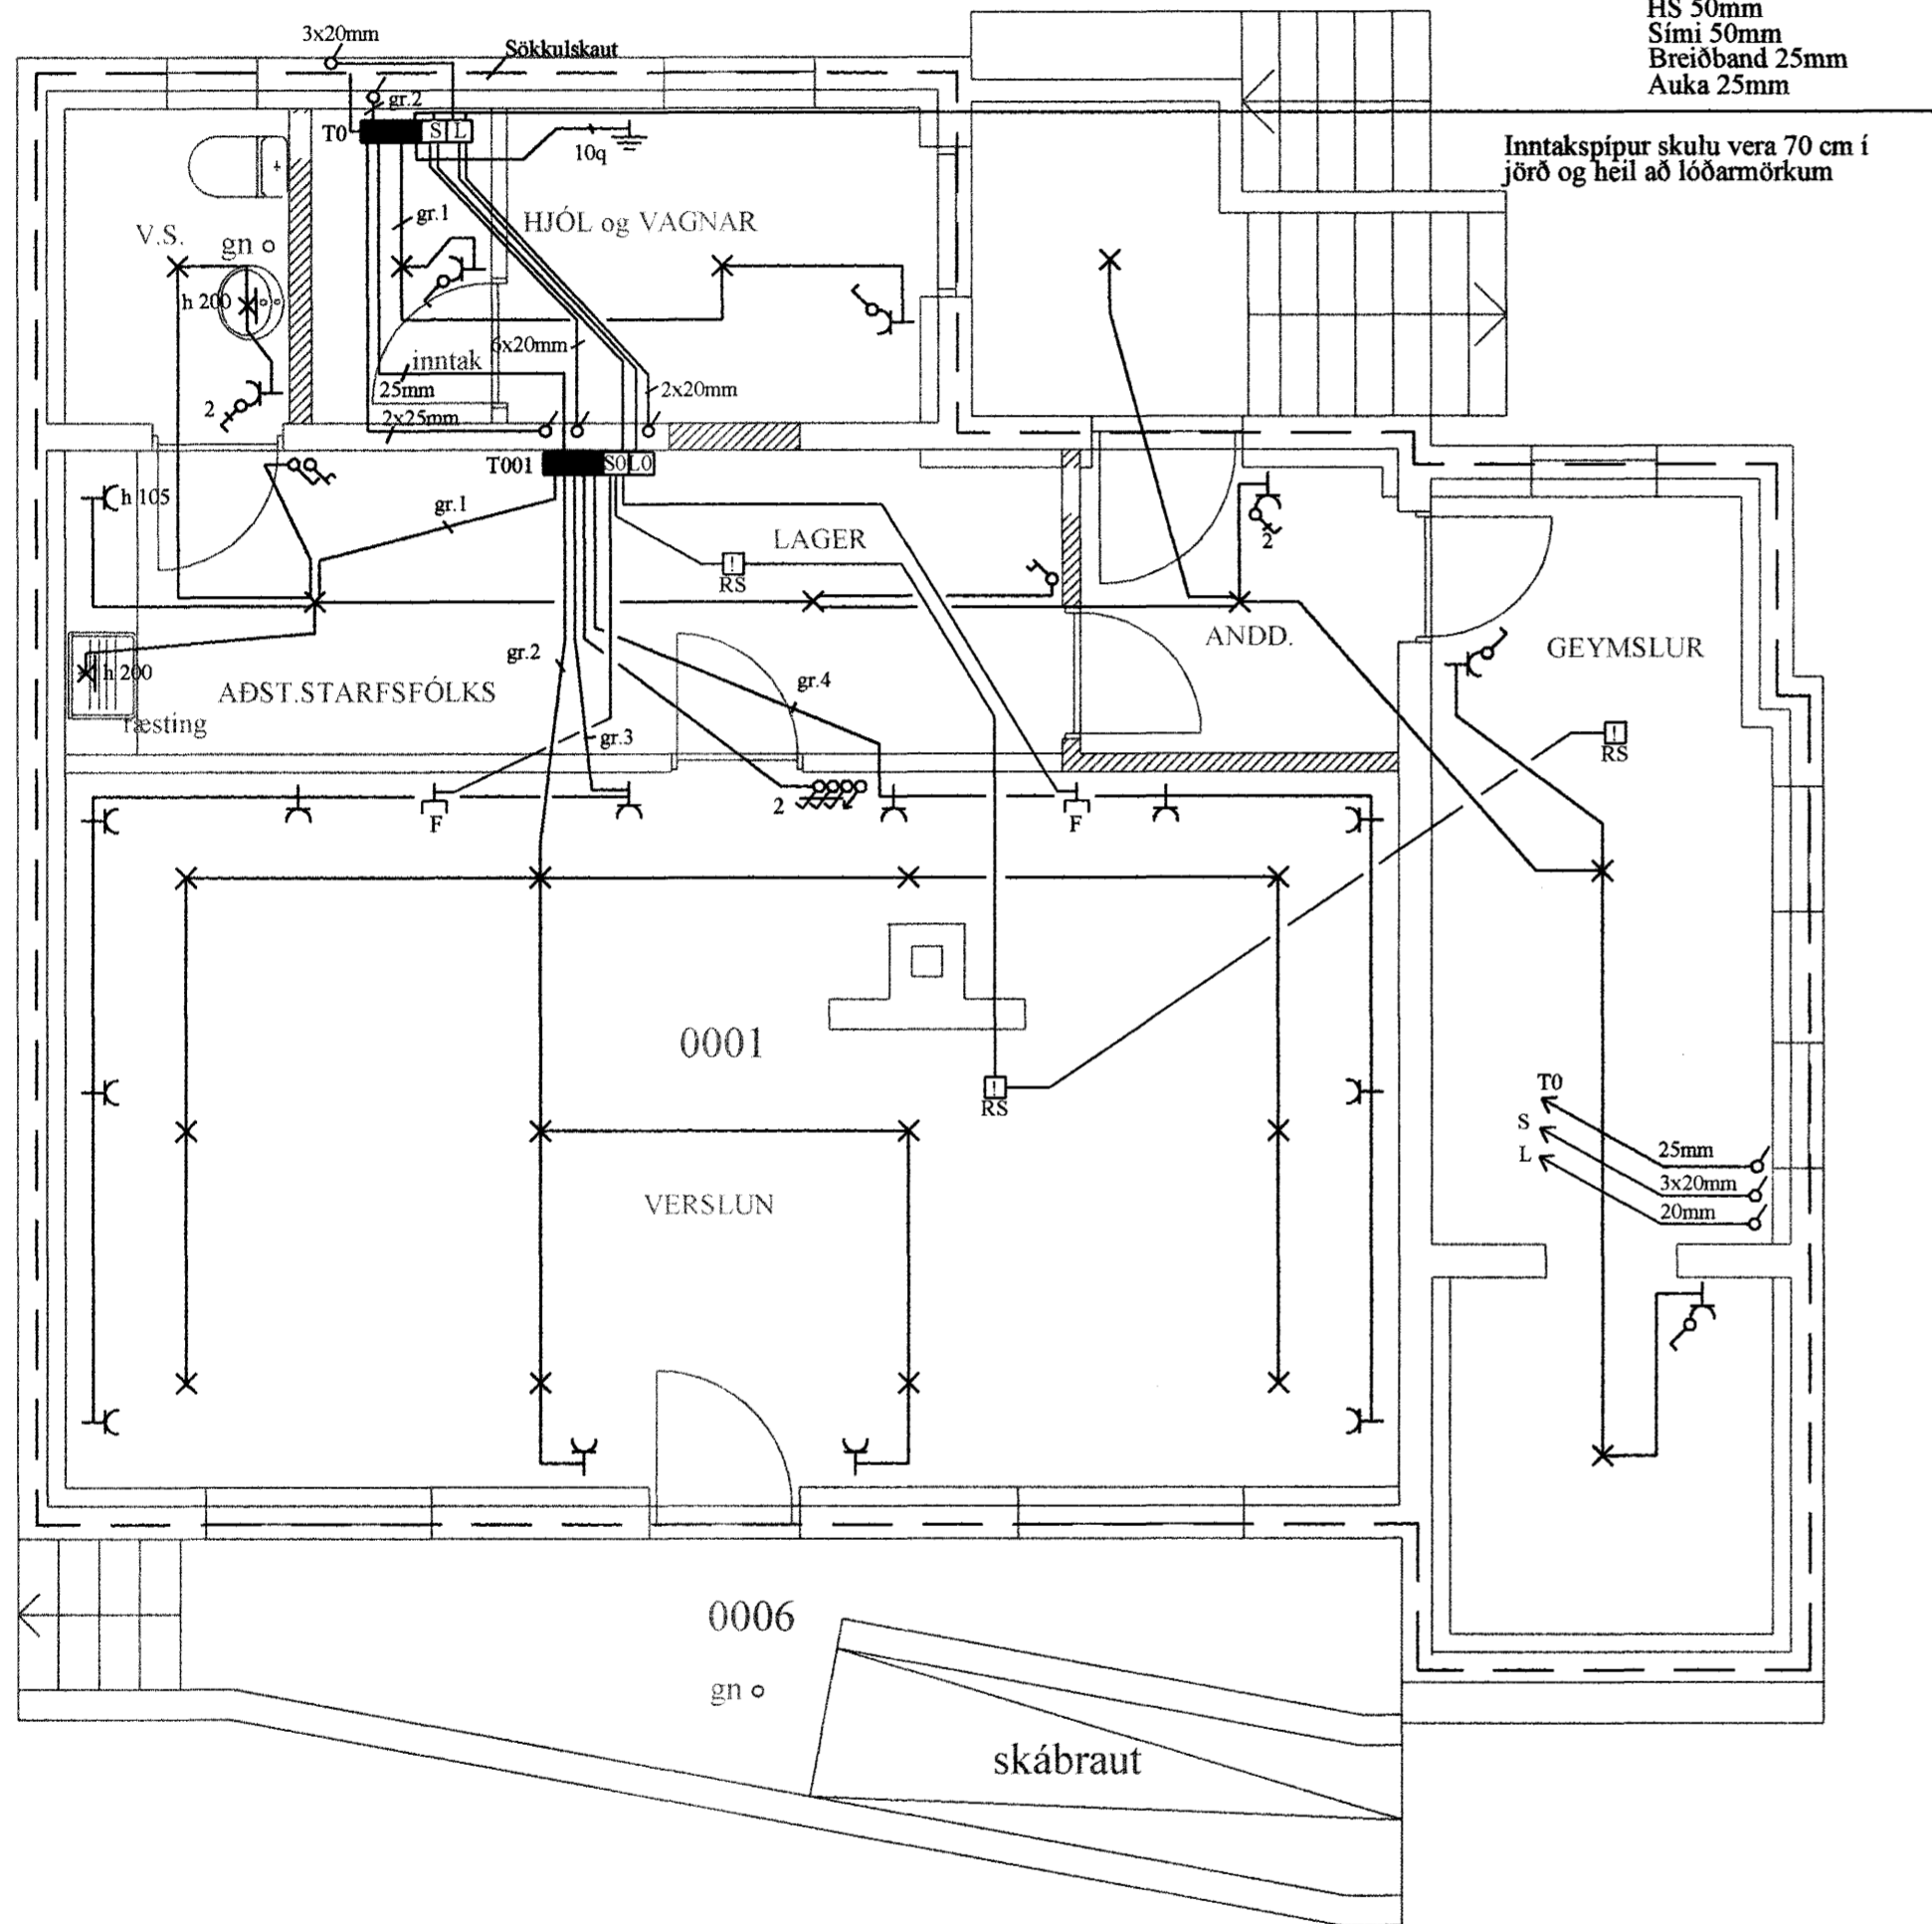 HS 50mm
Sími 50mm
Breiðband 25mm
Auka 25mm
3x20mm
Sökkulskaut
gr.2
T0
S L
10q
Inntakspípur skulu vera 70 cm í
jörð og heil að lóðarmörkum
gr.1
HJÓL og VAGNAR
V.S.
gn
h 200
6x20mm
inntak
25mm
2x20mm
2
2x25mm
T001
S0 L0
h 105
gr.1
LAGER
2
RS
ANDD.
GEYMSLUR
gr.2
h 200
AÐST.STARFSFÓLKS
gr.4
ræsting
gr.3
RS
2
F
F
0001
T0
RS
S
25mm
L
3x20mm
VERSLUN
20mm
0006
gn
skábraut